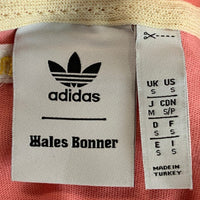 adidas
Wales Bonner
UK US
S S
J CDN
M S/P
D F
S S
E I
S S
MADE IN
TURKEY